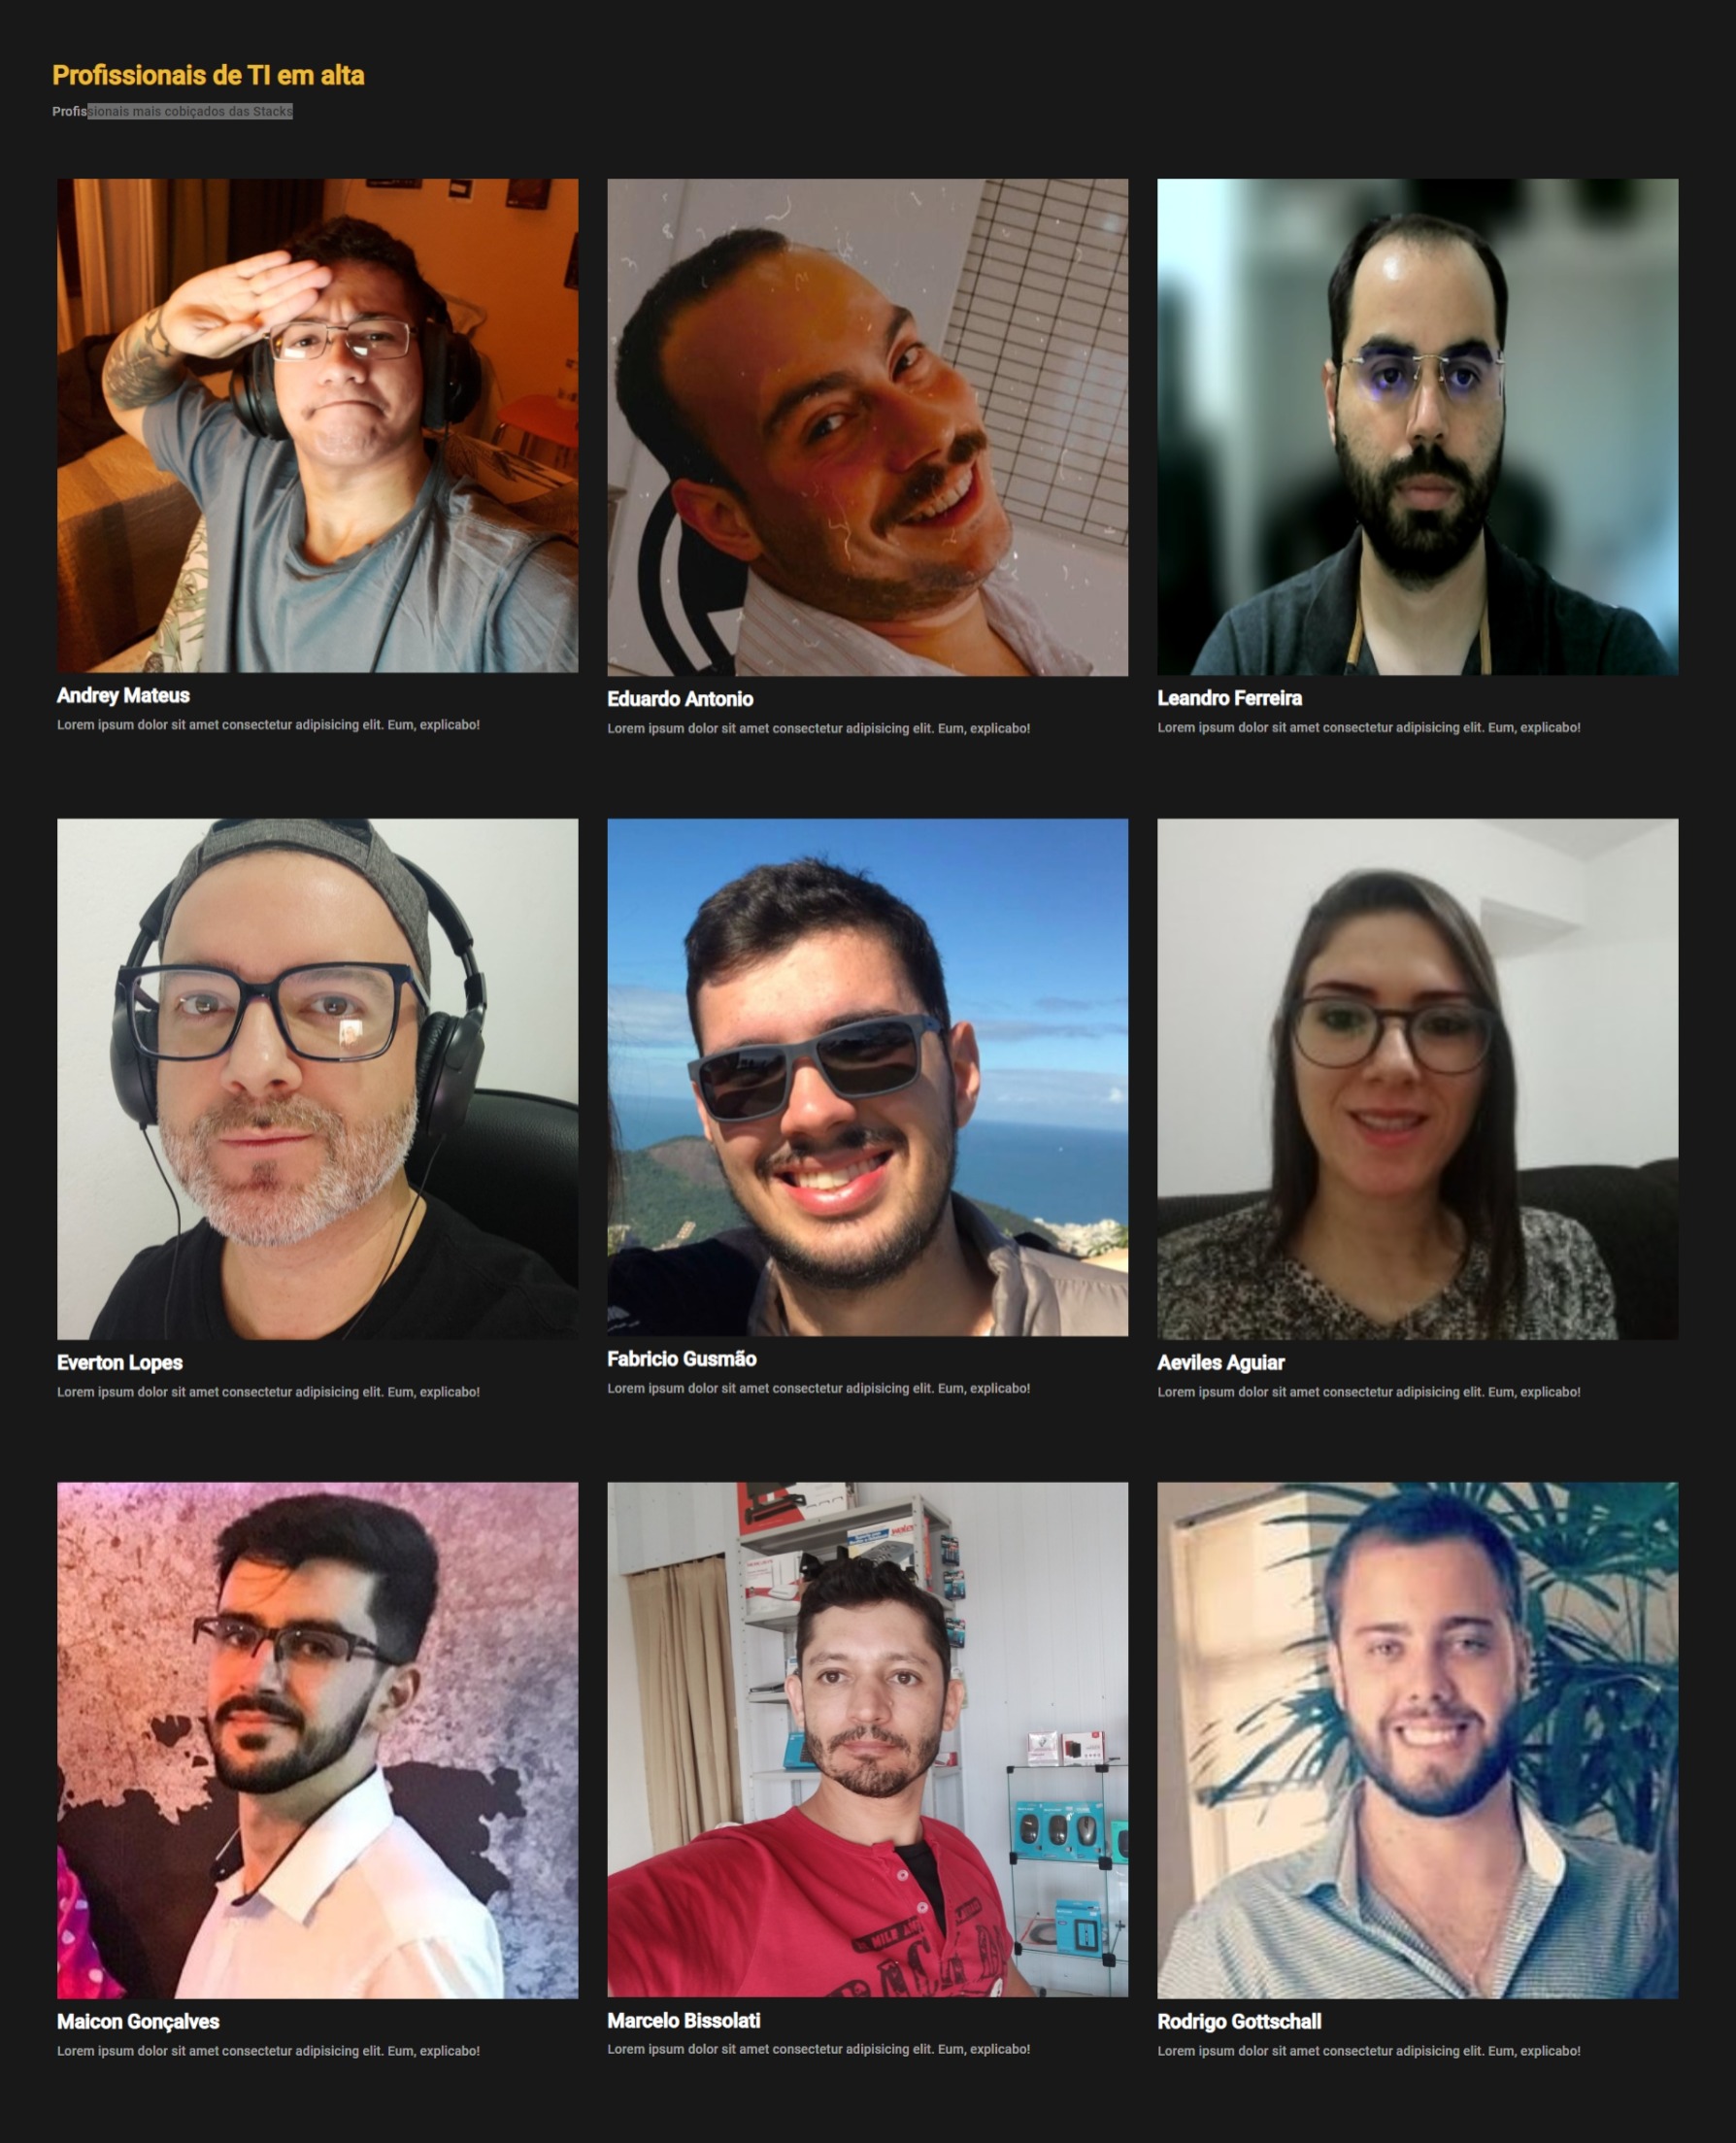 Profissionais de TI em alta
Profissionais mais cobiçados das Stacks
Andrey Mateus
Lorem ipsum dolor sit amet consectetur adipisicing elit. Eum, explicabo!
Eduardo Antonio
Lorem ipsum dolor sit amet consectetur adipisicing elit. Eum, explicabo!
Leandro Ferreira
Lorem ipsum dolor sit amet consectetur adipisicing elit. Eum, explicabo!
Everton Lopes
Lorem ipsum dolor sit amet consectetur adipisicing elit. Eum, explicabo!
Fabricio Gusmão
Lorem ipsum dolor sit amet consectetur adipisicing elit. Eum, explicabo!
Aeviles Aguiar
Lorem ipsum dolor sit amet consectetur adipisicing elit. Eum, explicabo!
Maicon Gonçalves
Lorem ipsum dolor sit amet consectetur adipisicing elit. Eum, explicabo!
Marcelo Bissolati
Lorem ipsum dolor sit amet consectetur adipisicing elit. Eum, explicabo!
Rodrigo Gottschall
Lorem ipsum dolor sit amet consectetur adipisicing elit. Eum, explicabo!